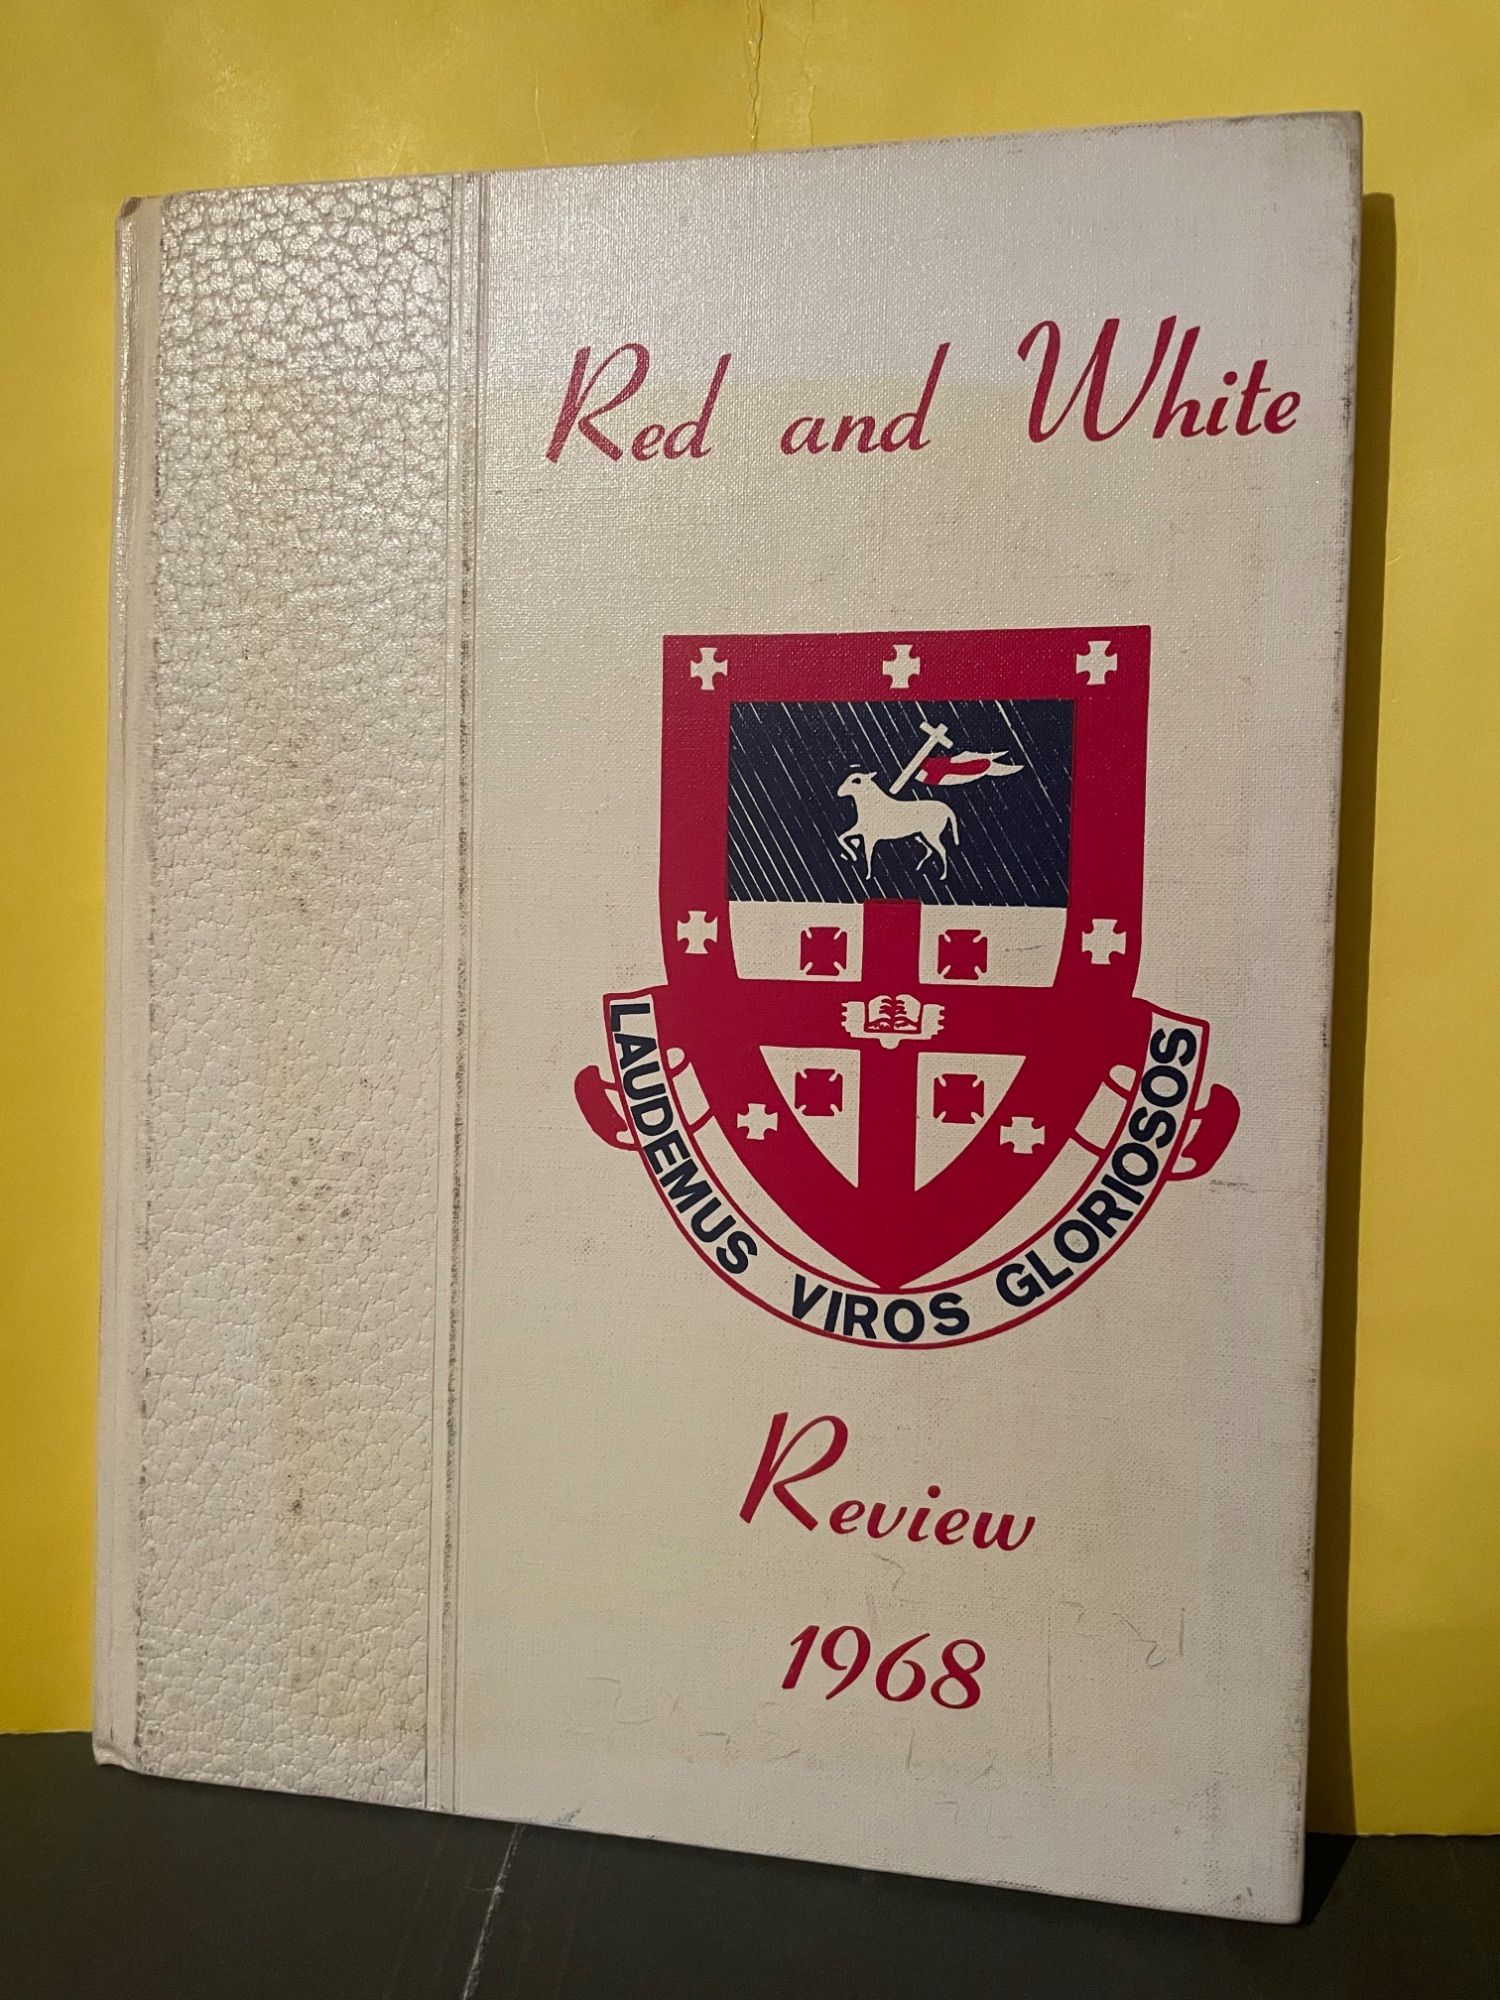 Red and White
LAUDEMUS VIROS GLORIOSOS
Review
1968